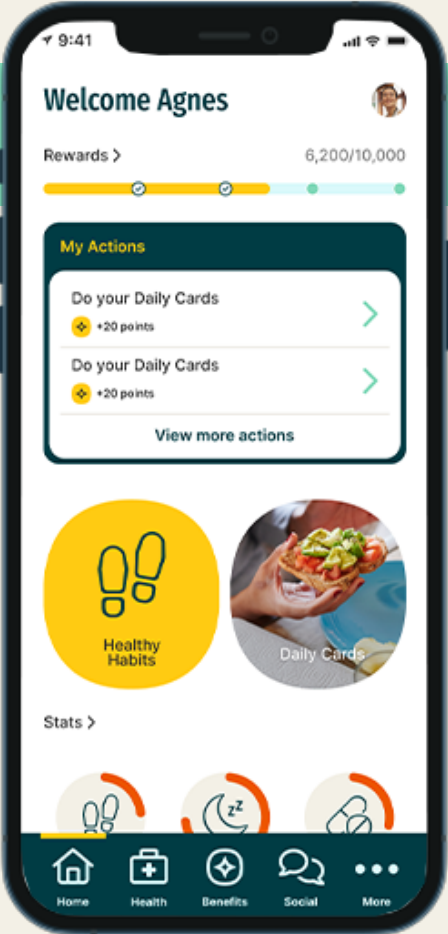 9:41
Welcome Agnes
Rewards >
6,200/10,000
My Actions
Do your Daily Cards
+20 points
Do your Daily Cards
+20 points
View more actions
Healthy
Habits
Daily Cards
Stats >
zz
Home
Health
Benefits
Social
More